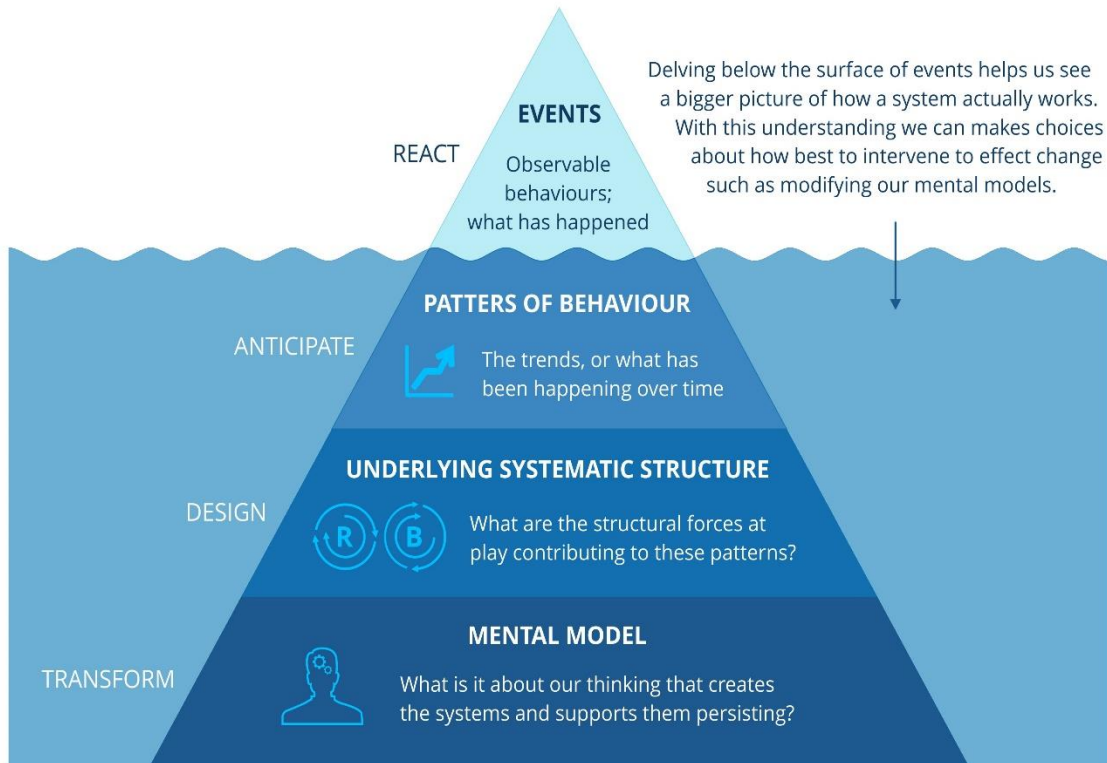 EVENTS
REACT
Observable
behaviours;
what has happened
Delving below the surface of events helps us see
a bigger picture of how a system actually works.
With this understanding we can makes choices
about how best to intervene to effect change
such as modifying our mental models.
PATTERS OF BEHAVIOUR
ANTICIPATE
The trends, or what has
been happening over time
UNDERLYING SYSTEMATIC STRUCTURE
DESIGN
R B
What are the structural forces at
play contributing to these patterns?
MENTAL MODEL
TRANSFORM
What is it about our thinking that creates
the systems and supports them persisting?